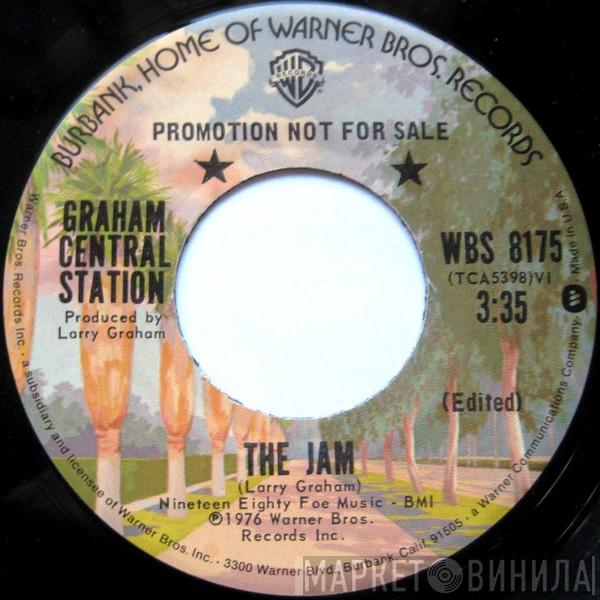 BURBANK, HOME OF WARNER BROS. RECORDS
WB
RECORDS
PROMOTION NOT FOR SALE
GRAHAM
CENTRAL
STATION
Produced by
Larry Graham
WBS 8175
(TCA5398)VI
3:35
(Edited)
THE JAM
(Larry Graham)
Nineteen Eighty Foe Music - BMI
℗1976 Warner Bros.
Records Inc.
Warner Bros. Records Inc. • a subsidiary and licensee of Warner Bros. Inc. • 3300 Warner Blvd., Burbank, Calif. 91505 • a Warner Communications Company • Made in U.S.A.
МАРКЕТ ВИНИЛА!